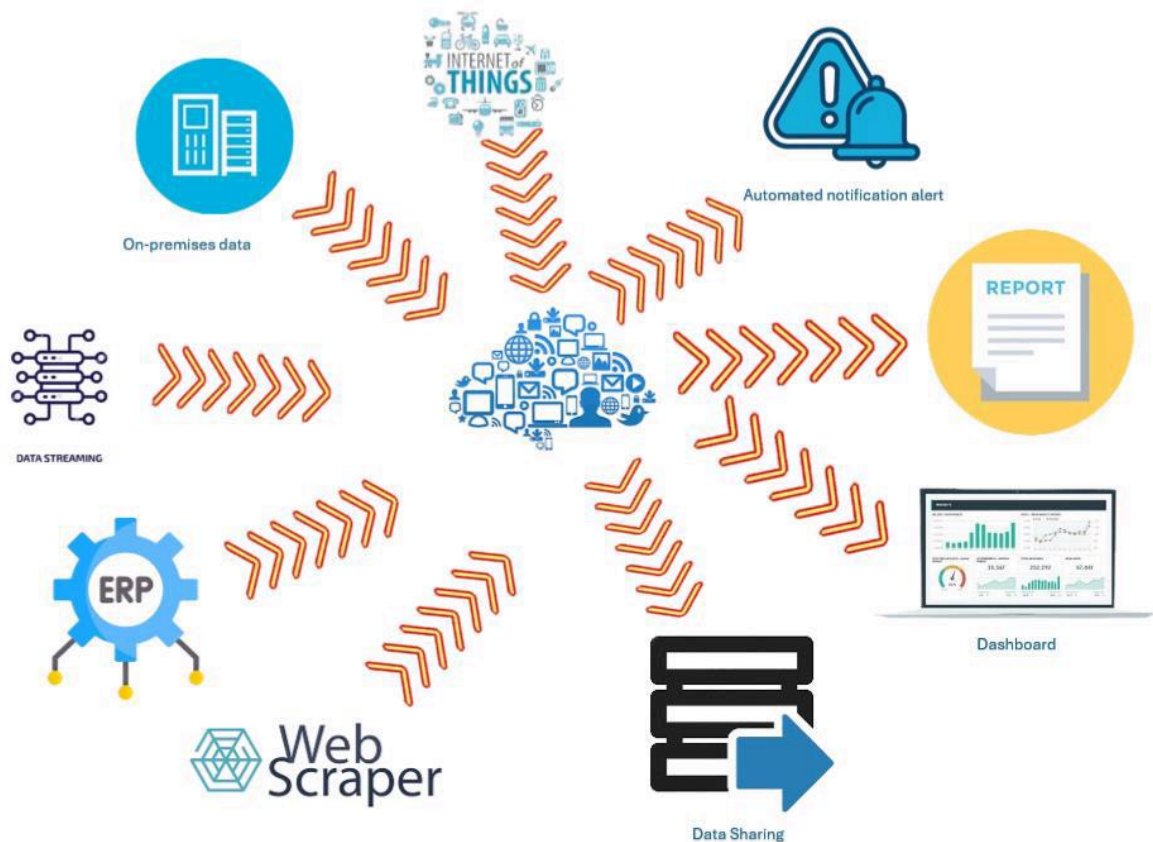 INTERNET of
THINGS
Automated notification alert
On-premises data
REPORT
DATA STREAMING
ERP
Dashboard
Web
Scraper
Data Sharing